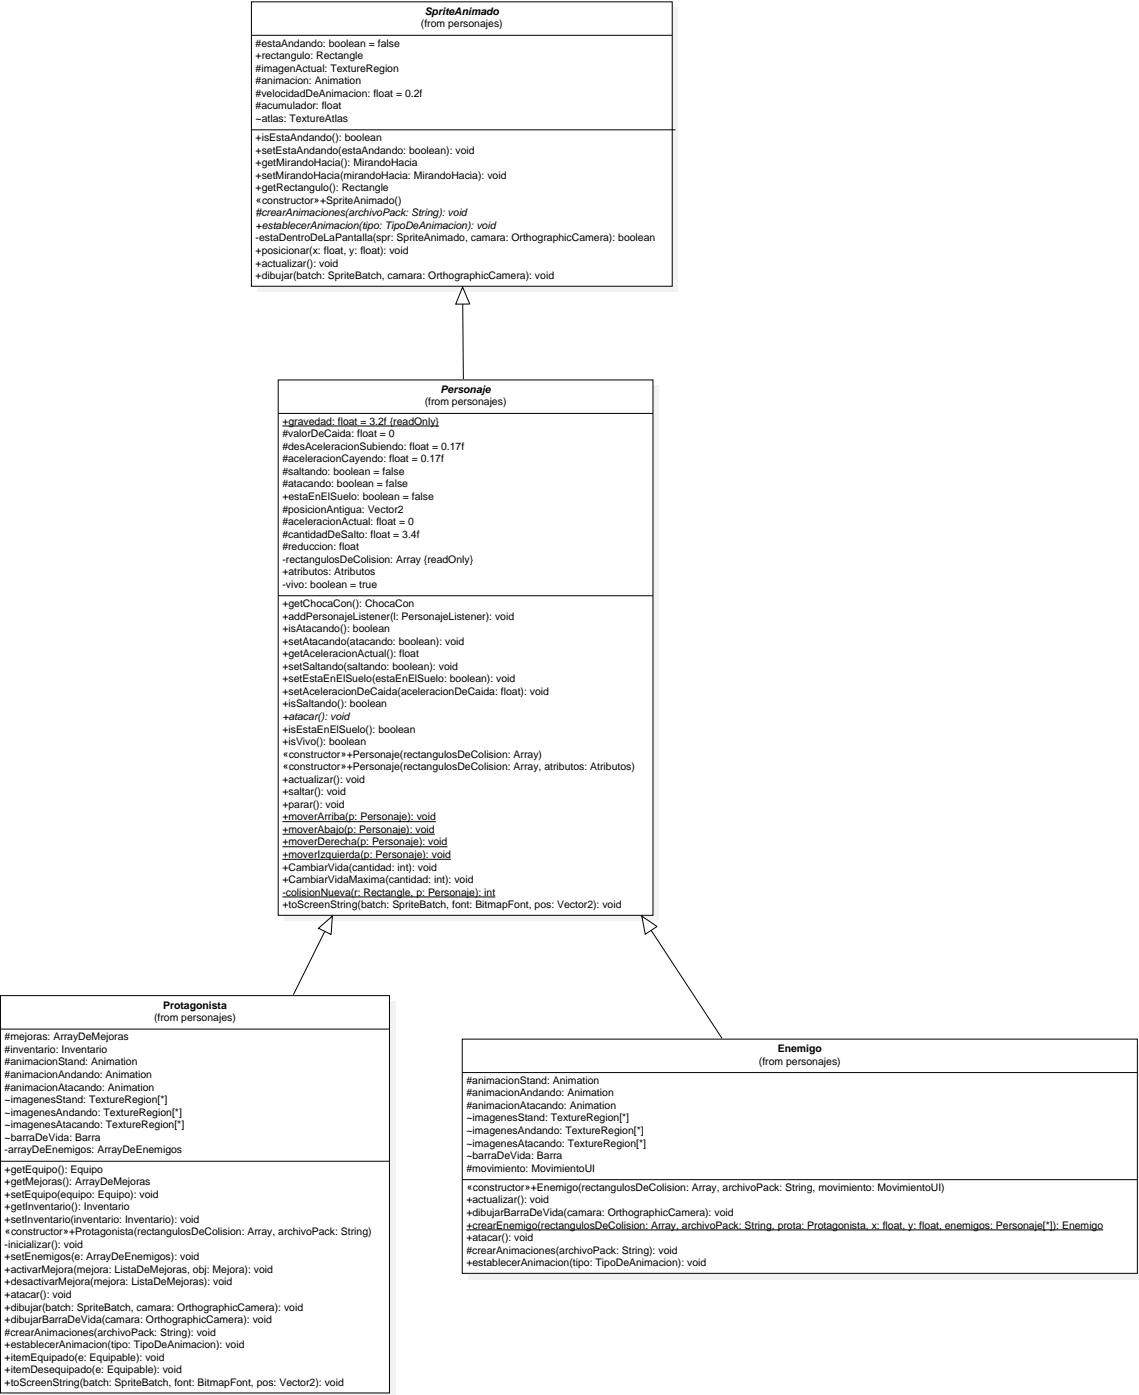 SpriteAnimado
(from personajes)
#estaAndando: boolean = false
+rectangulo: Rectangle
#imagenActual: TextureRegion
#animacion: Animation
#velocidadDeAnimacion: float = 0.2f
#acumulador: float
~atlas: TextureAtlas
+isEstaAndando(): boolean
+setEstaAndando(estaAndando: boolean): void
+getMirandoHacia(): MirandoHacia
+setMirandoHacia(mirandoHacia: MirandoHacia): void
+getRectangulo(): Rectangle
«constructor»+SpriteAnimado()
#crearAnimaciones(archivoPack: String): void
+establecerAnimacion(tipo: TipoDeAnimacion): void
-estaDentroDeLaPantalla(spr: SpriteAnimado, camara: OrthographicCamera): boolean
+posicionar(x: float, y: float): void
+actualizar(): void
+dibujar(batch: SpriteBatch, camara: OrthographicCamera): void
Personaje
(from personajes)
+gravedad: float = 3.2f {readOnly}
#valorDeCaida: float = 0
#desAceleracionSubiendo: float = 0.17f
#aceleracionCayendo: float = 0.17f
#saltando: boolean = false
#atacando: boolean = false
+estaEnElSuelo: boolean = false
#posicionAntigua: Vector2
#aceleracionActual: float = 0
#cantidadDeSalto: float = 3.4f
#reduccion: float
-rectangulosDeColision: Array {readOnly}
+atributos: Atributos
-vivo: boolean = true
+getChocaCon(): ChocaCon
+addPersonajeListener(l: PersonajeListener): void
+isAtacando(): boolean
+setAtacando(atacando: boolean): void
+getAceleracionActual(): float
+setSaltando(saltando: boolean): void
+setEstaEnElSuelo(estaEnElSuelo: boolean): void
+setAceleracionDeCaida(aceleracionDeCaida: float): void
+isSaltando(): boolean
+atacar(): void
+isEstaEnElSuelo(): boolean
+isVivo(): boolean
«constructor»+Personaje(rectangulosDeColision: Array)
«constructor»+Personaje(rectangulosDeColision: Array, atributos: Atributos)
+actualizar(): void
+saltar(): void
+parar(): void
+moverArriba(p: Personaje): void
+moverAbajo(p: Personaje): void
+moverDerecha(p: Personaje): void
+moverIzquierda(p: Personaje): void
+CambiarVida(cantidad: int): void
+CambiarVidaMaxima(cantidad: int): void
-colisionNueva(r: Rectangle, p: Personaje): int
+toScreenString(batch: SpriteBatch, font: BitmapFont, pos: Vector2): void
Protagonista
(from personajes)
#mejoras: ArrayDeMejoras
#inventario: Inventario
#animacionStand: Animation
#animacionAndando: Animation
#animacionAtacando: Animation
~imagenesStand: TextureRegion[*]
~imagenesAndando: TextureRegion[*]
~imagenesAtacando: TextureRegion[*]
~barraDeVida: Barra
-arrayDeEnemigos: ArrayDeEnemigos
+getEquipo(): Equipo
+getMejoras(): ArrayDeMejoras
+setEquipo(equipo: Equipo): void
+getInventario(): Inventario
+setInventario(inventario: Inventario): void
«constructor»+Protagonista(rectangulosDeColision: Array, archivoPack: String)
-inicializar(): void
+setEnemigos(e: ArrayDeEnemigos): void
+activarMejora(mejora: ListaDeMejoras, obj: Mejora): void
+desactivarMejora(mejora: ListaDeMejoras): void
+atacar(): void
+dibujar(batch: SpriteBatch, camara: OrthographicCamera): void
+dibujarBarraDeVida(camara: OrthographicCamera): void
#crearAnimaciones(archivoPack: String): void
+establecerAnimacion(tipo: TipoDeAnimacion): void
+itemEquipado(e: Equipable): void
+itemDesequipado(e: Equipable): void
+toScreenString(batch: SpriteBatch, font: BitmapFont, pos: Vector2): void
Enemigo
(from personajes)
#animacionStand: Animation
#animacionAndando: Animation
#animacionAtacando: Animation
~imagenesStand: TextureRegion[*]
~imagenesAndando: TextureRegion[*]
~imagenesAtacando: TextureRegion[*]
~barraDeVida: Barra
#movimiento: MovimientoUI
«constructor»+Enemigo(rectangulosDeColision: Array, archivoPack: String, movimiento: MovimientoUI)
+actualizar(): void
+dibujarBarraDeVida(camara: OrthographicCamera): void
+crearEnemigo(rectangulosDeColision: Array, archivoPack: String, prota: Protagonista, x: float, y: float, enemigos: Personaje[*]): Enemigo
+atacar(): void
#crearAnimaciones(archivoPack: String): void
+establecerAnimacion(tipo: TipoDeAnimacion): void